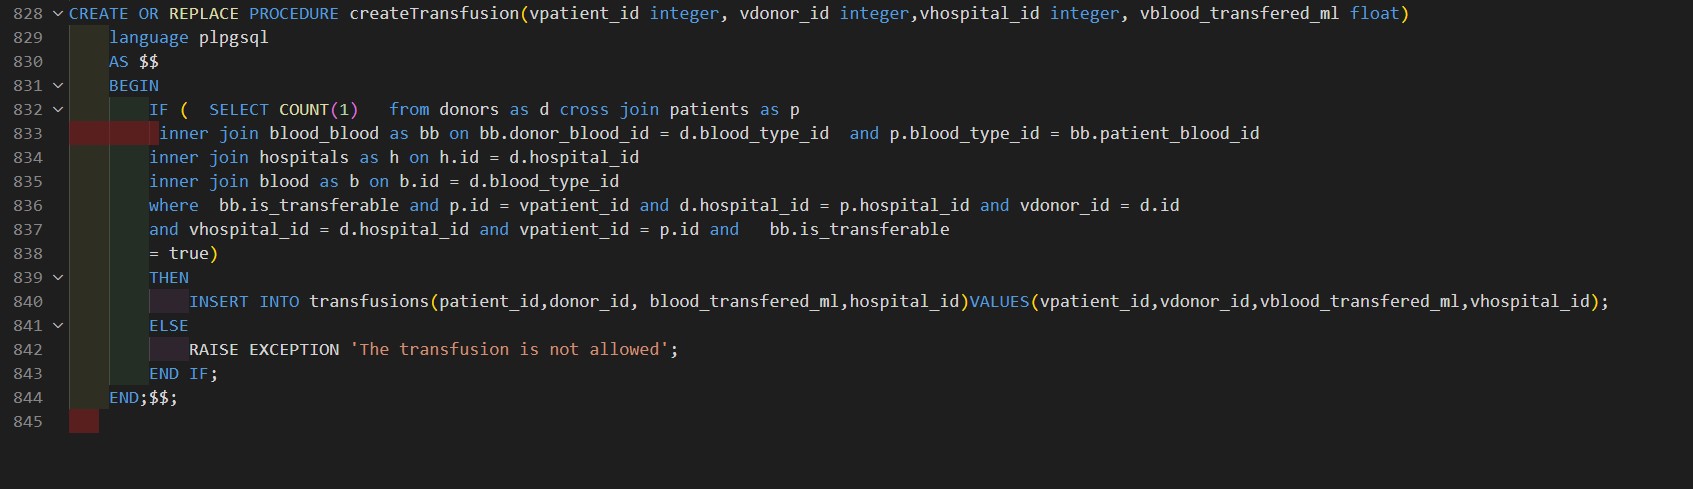 828 CREATE OR REPLACE PROCEDURE createTransfusion(vpatient_id integer, vdonor_id integer,vhospital_id integer, vblood_transfered_ml float)
829 language plpgsql
830 AS $$
831 BEGIN
832 IF ( SELECT COUNT(1) from donors as d cross join patients as p
833 inner join blood_blood as bb on bb.donor_blood_id = d.blood_type_id and p.blood_type_id = bb.patient_blood_id
834 inner join hospitals as h on h.id = d.hospital_id
835 inner join blood as b on b.id = d.blood_type_id
836 where bb.is_transferable and p.id = vpatient_id and d.hospital_id = p.hospital_id and vdonor_id = d.id
837 and vhospital_id = d.hospital_id and vpatient_id = p.id and bb.is_transferable
838 = true)
839 THEN
840 INSERT INTO transfusions(patient_id,donor_id, blood_transfered_ml,hospital_id)VALUES(vpatient_id,vdonor_id,vblood_transfered_ml,vhospital_id);
841 ELSE
842 RAISE EXCEPTION 'The transfusion is not allowed';
843 END IF;
844 END;$$;
845